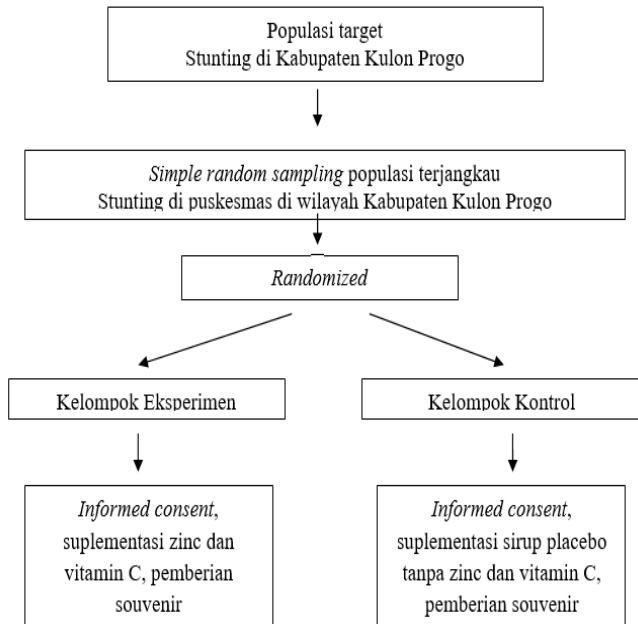 Populasi target
Stunting di Kabupaten Kulon Progo
Simple random sampling populasi terjangkau
Stunting di puskesmas di wilayah Kabupaten Kulon Progo
Randomized
Kelompok Eksperimen
Kelompok Kontrol
Informed consent,
suplementasi zinc dan
vitamin C, pemberian
souvenir
Informed consent,
suplementasi sirup placebo
tanpa zinc dan vitamin C,
pemberian souvenir